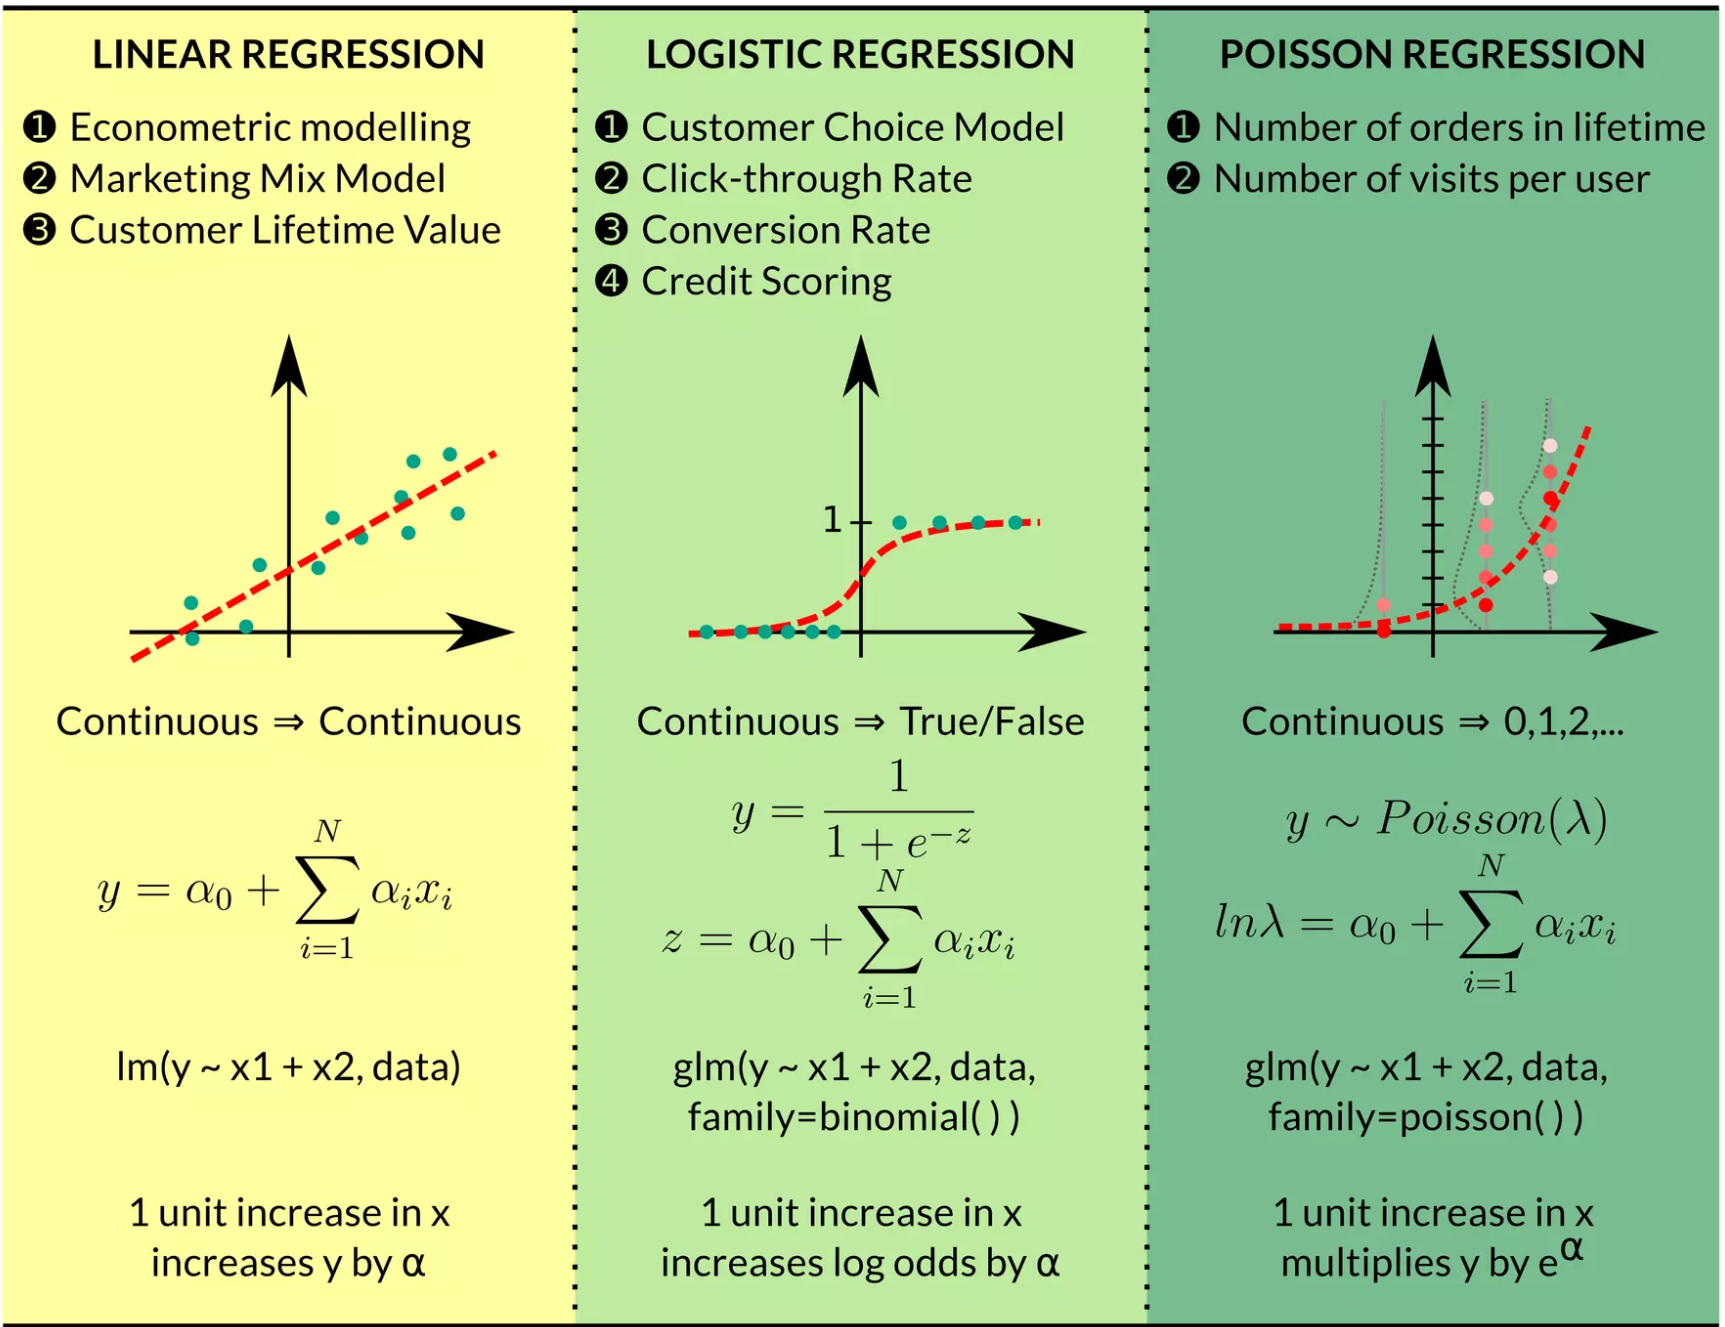 LINEAR REGRESSION
❶ Econometric modelling
❷ Marketing Mix Model
❸ Customer Lifetime Value
Continuous ⇒ Continuous
y = α₀ + ∑_{i=1}^{N} αᵢxᵢ
lm(y ~ x1 + x2, data)
1 unit increase in x
increases y by α
LOGISTIC REGRESSION
❶ Customer Choice Model
❷ Click-through Rate
❸ Conversion Rate
❹ Credit Scoring
1
Continuous ⇒ True/False
y = 1 / (1 + e^{−z})
z = α₀ + ∑_{i=1}^{N} αᵢxᵢ
glm(y ~ x1 + x2, data,
family=binomial( ) )
1 unit increase in x
increases log odds by α
POISSON REGRESSION
❶ Number of orders in lifetime
❷ Number of visits per user
Continuous ⇒ 0,1,2,...
y ∼ Poisson(λ)
lnλ = α₀ + ∑_{i=1}^{N} αᵢxᵢ
glm(y ~ x1 + x2, data,
family=poisson( ) )
1 unit increase in x
multiplies y by e^α